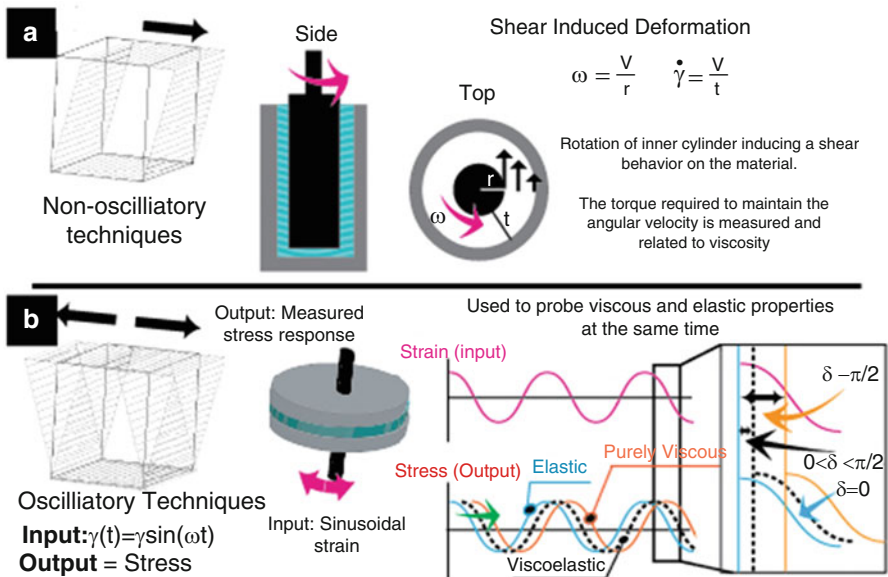 a
Side
Shear Induced Deformation
ω = V/r γ̇ = V/t
Top
Rotation of inner cylinder inducing a shear
behavior on the material.
r
ω
t
The torque required to maintain the
angular velocity is measured and
related to viscosity
Non-oscilliatory
techniques
b
Output: Measured
stress response
Used to probe viscous and elastic properties
at the same time
Strain (input)
δ–π/2
0<δ<π/2
δ=0
Stress (Output)
Elastic
Purely Viscous
Viscoelastic
Oscillatory Techniques
Input:γ(t)=γsin(ωt)
Output = Stress
Input: Sinusoidal
strain